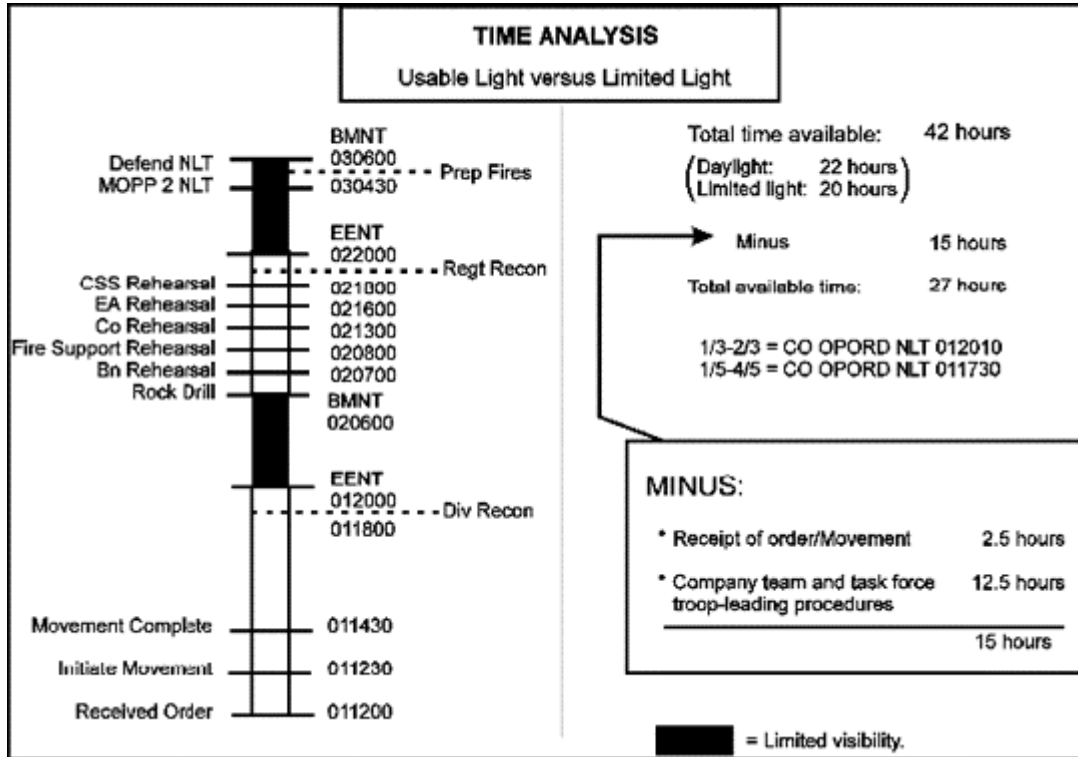 TIME ANALYSIS
Usable Light versus Limited Light
BMNT
Defend NLT 030600
Prep Fires
MOPP 2 NLT 030430
EENT
022000
Regt Recon
CSS Rehearsal 021800
EA Rehearsal 021600
Co Rehearsal 021300
Fire Support Rehearsal 020800
Bn Rehearsal 020700
Rock Drill BMNT
020600
EENT
012000
Div Recon
011800
Movement Complete 011430
Initiate Movement 011230
Received Order 011200
Total time available: 42 hours
(Daylight: 22 hours
Limited light: 20 hours)
Minus 15 hours
Total available time: 27 hours
1/3-2/3 = CO OPORD NLT 012010
1/5-4/5 = CO OPORD NLT 011730
MINUS:
* Receipt of order/Movement 2.5 hours
* Company team and task force 12.5 hours
troop-leading procedures
15 hours
= Limited visibility.